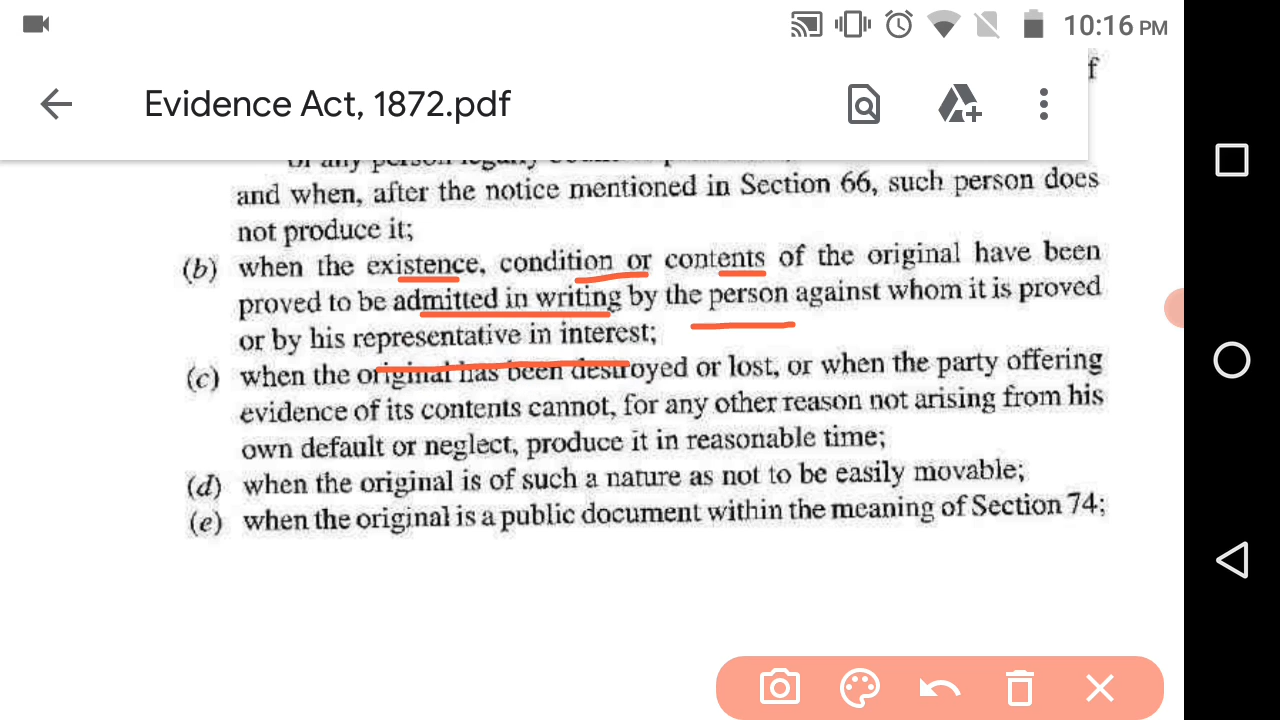 10:16 PM
f
Evidence Act, 1872.pdf
of any person legally
and when, after the notice mentioned in Section 66, such person does
not produce it;
(b) when the existence, condition or contents of the original have been
proved to be admitted in writing by the person against whom it is proved
or by his representative in interest;
(c) when the original has been destroyed or lost, or when the party offering
evidence of its contents cannot, for any other reason not arising from his
own default or neglect, produce it in reasonable time;
(d) when the original is of such a nature as not to be easily movable;
(e) when the original is a public document within the meaning of Section 74;